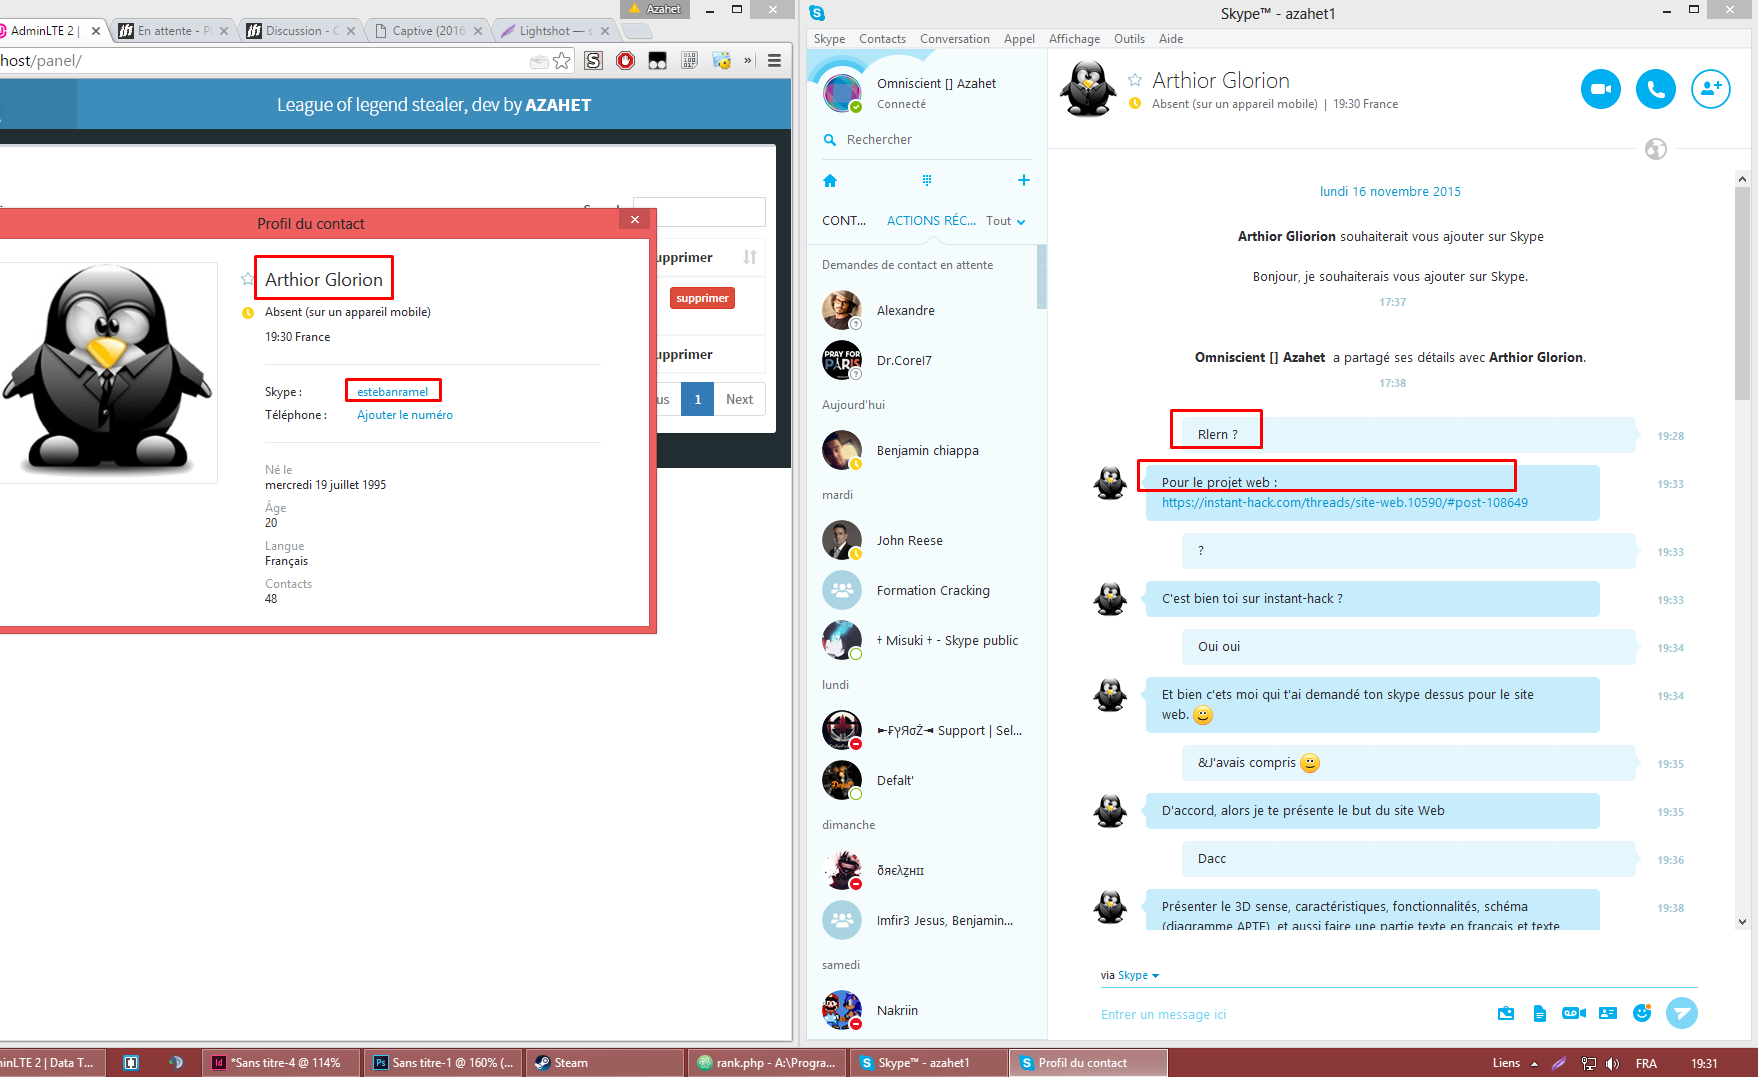 Azahet
AdminLTE 2 |
En attente - Pl
Discussion - C
Captive (2016
Lightshot — s
host/panel/
League of legend stealer, dev by AZAHET
upprimer
supprimer
upprimer
us
1
Next
Profil du contact
Arthior Glorion
Absent (sur un appareil mobile)
19:30 France
Skype :
estebanramel
Téléphone :
Ajouter le numéro
Né le
mercredi 19 juillet 1995
Âge
20
Langue
Français
Contacts
48
Skype™ - azahet1
Skype Contacts Conversation Appel Affichage Outils Aide
Omniscient [] Azahet
Connecté
Rechercher
CONT...
ACTIONS RÉC...
Tout
Demandes de contact en attente
Alexandre
PRAY FOR
PARIS
Dr.Corel7
Aujourd'hui
Benjamin chiappa
mardi
John Reese
Formation Cracking
† Misuki † - Skype public
lundi
Support | Sel...
Defalt'
dimanche
Imfir3 Jesus, Benjamin...
samedi
Nakriin
Arthior Glorion
Absent (sur un appareil mobile) | 19:30 France
lundi 16 novembre 2015
Arthior Gliorion souhaiterait vous ajouter sur Skype
Bonjour, je souhaiterais vous ajouter sur Skype.
17:37
Omniscient [] Azahet a partagé ses détails avec Arthior Glorion.
17:38
Rlern ?
19:28
Pour le projet web :
https://instant-hack.com/threads/site-web.10590/#post-108649
19:33
?
19:33
C'est bien toi sur instant-hack ?
19:33
Oui oui
19:34
Et bien c'ets moi qui t'ai demandé ton skype dessus pour le site
web.
19:34
&J'avais compris
19:35
D'accord, alors je te présente le but du site Web
19:35
Dacc
19:36
Présenter le 3D sense, caractéristiques, fonctionnalités, schéma
(diagramme APTE), et aussi faire une partie texte en français et texte
19:38
via Skype
Entrer un message ici
ninLTE 2 | Data T...
*Sans titre-4 @ 114%
Sans titre-1 @ 160% (...
Steam
rank.php - A:\Progra...
Skype™ - azahet1
Profil du contact
Liens
FRA
19:31